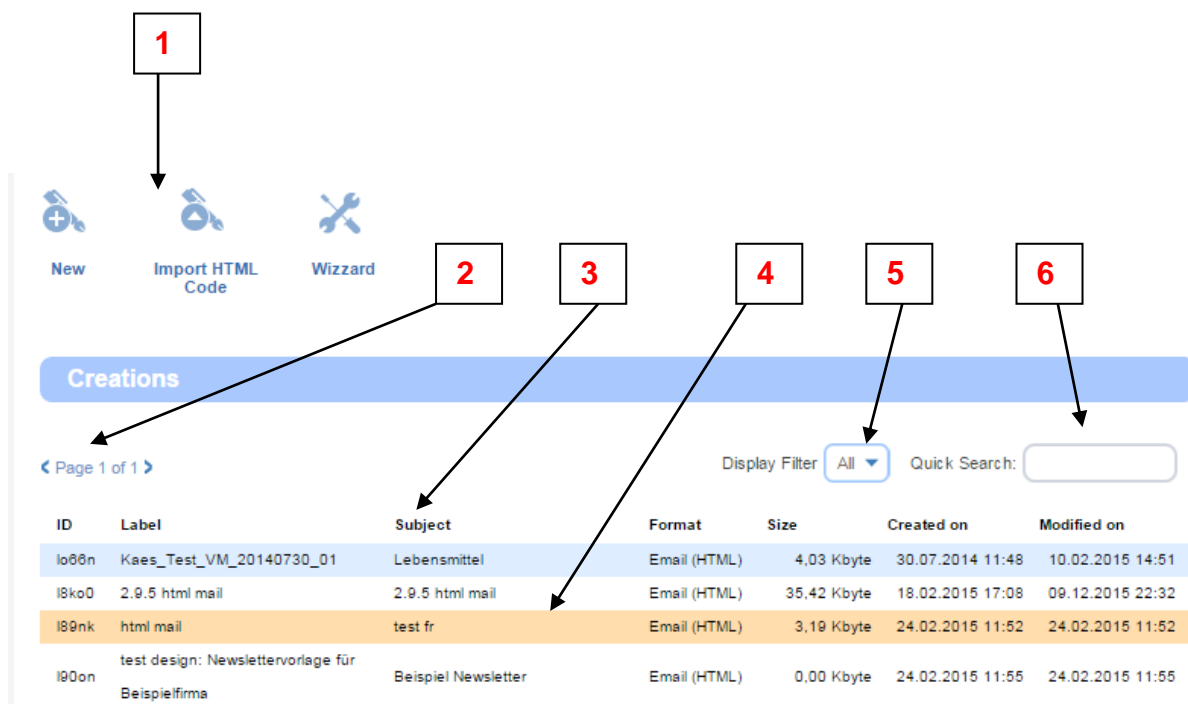 1
New
Import HTML
Code
Wizzard
2
3
4
5
6
Creations
Page 1 of 1
Display Filter All Quick Search:
ID Label Subject Format Size Created on Modified on
lo66n Kaes_Test_VM_20140730_01 Lebensmittel Email (HTML) 4,03 Kbyte 30.07.2014 11:48 10.02.2015 14:51
l8ko0 2.9.5 html mail 2.9.5 html mail Email (HTML) 35,42 Kbyte 18.02.2015 17:08 09.12.2015 22:32
l89nk html mail test fr Email (HTML) 3,19 Kbyte 24.02.2015 11:52 24.02.2015 11:52
test design: Newslettervorlage für
l90on Beispiel Newsletter Email (HTML) 0,00 Kbyte 24.02.2015 11:55 24.02.2015 11:55
Beispielfirma